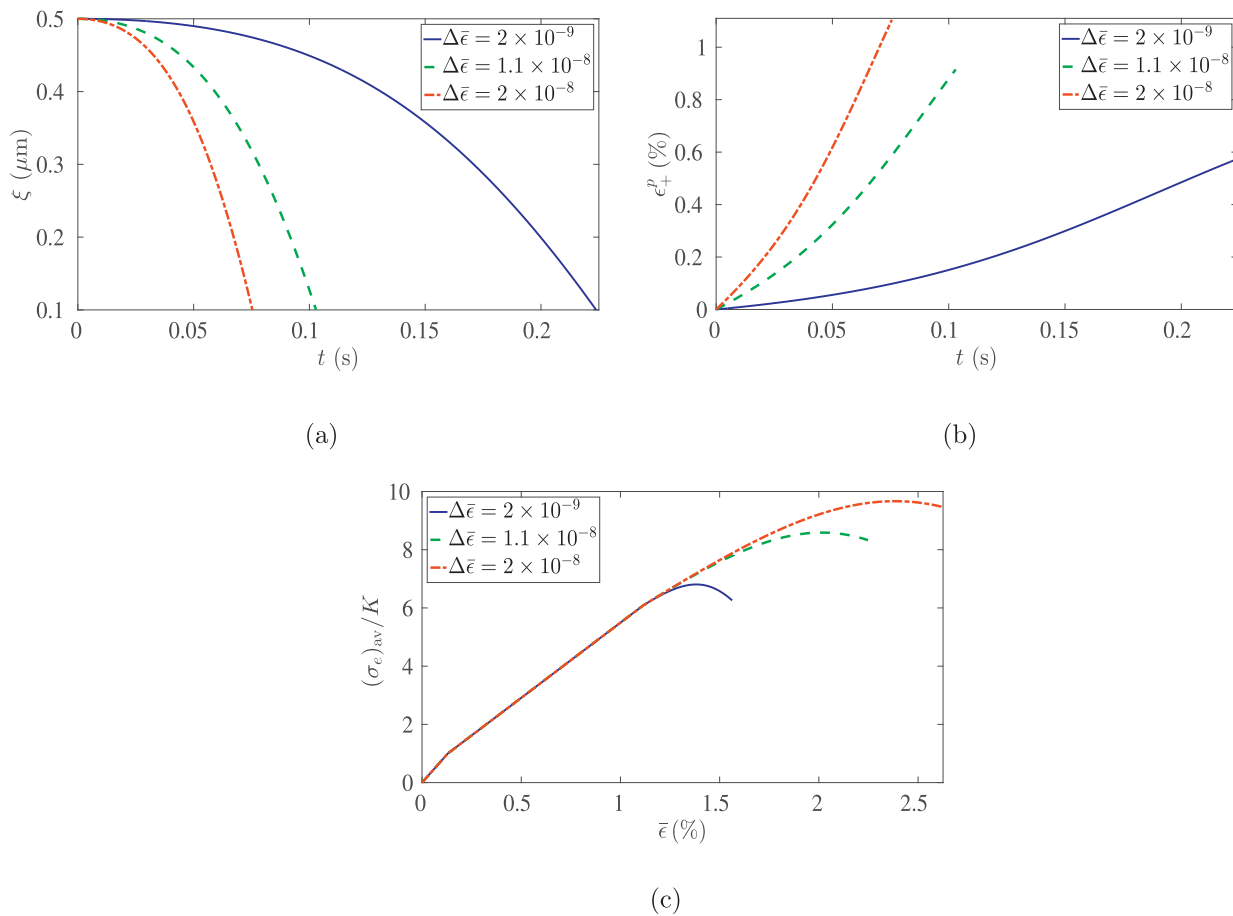 0.5
0.4
0.3
0.2
0.1
ξ (μm)
0
0.05
0.1
0.15
0.2
t (s)
Δε̄ = 2 × 10⁻⁹
Δε̄ = 1.1 × 10⁻⁸
Δε̄ = 2 × 10⁻⁸
(a)
1
0.8
0.6
0.4
0.2
0
ϵ₊ᵖ (%)
0
0.05
0.1
0.15
0.2
t (s)
Δε̄ = 2 × 10⁻⁹
Δε̄ = 1.1 × 10⁻⁸
Δε̄ = 2 × 10⁻⁸
(b)
10
8
6
4
2
0
(σₑ)ₐᵥ/K
0
0.5
1
1.5
2
2.5
ε̄ (%)
Δε̄ = 2 × 10⁻⁹
Δε̄ = 1.1 × 10⁻⁸
Δε̄ = 2 × 10⁻⁸
(c)